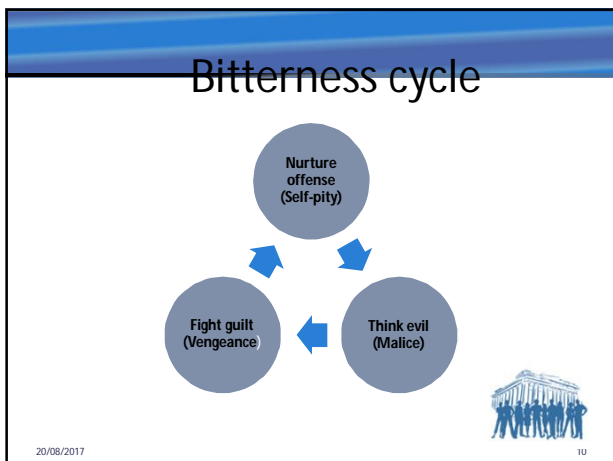 Bitterness cycle
Nurture
offense
(Self-pity)
Fight guilt
(Vengeance)
Think evil
(Malice)
20/08/2017
10